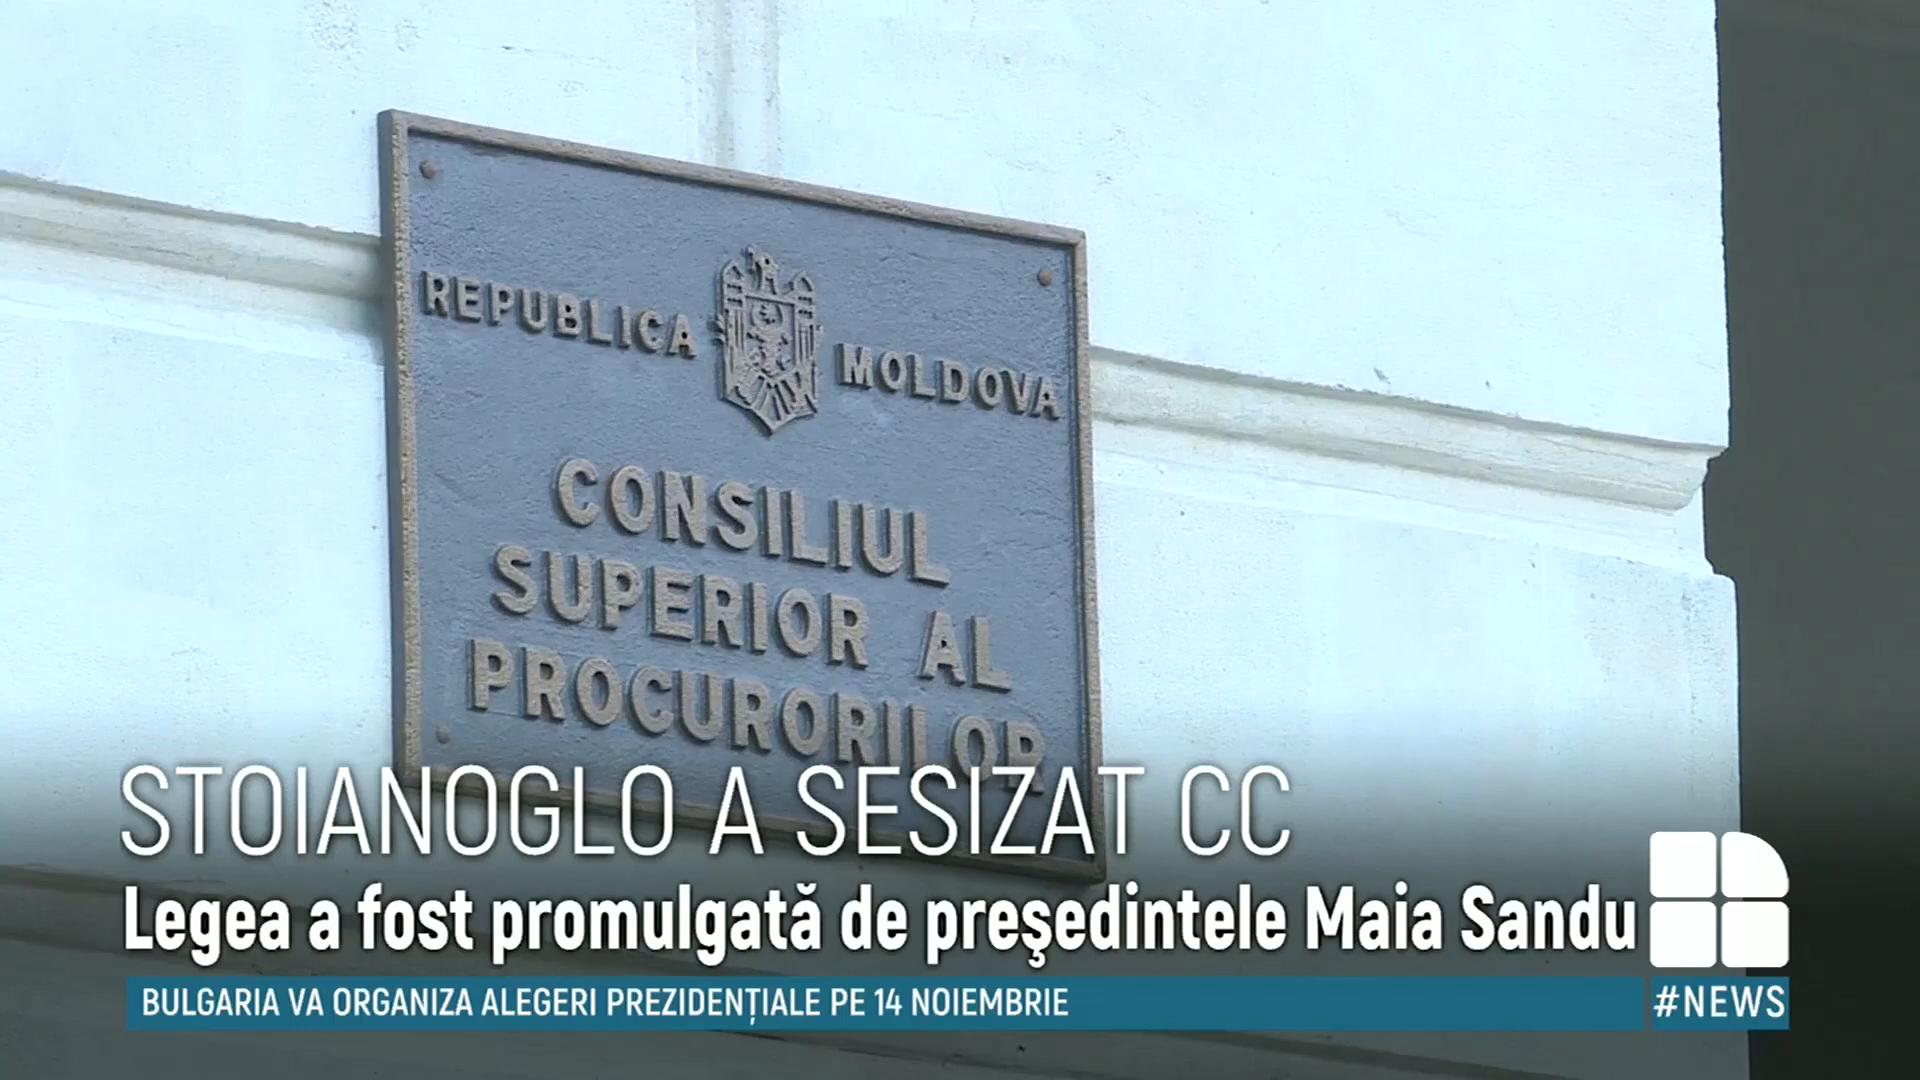 REPUBLICA MOLDOVA
CONSILIUL
SUPERIOR AL
PROCURORILOR
STOIANOGLO A SESIZAT CC
Legea a fost promulgată de preşedintele Maia Sandu
BULGARIA VA ORGANIZA ALEGERI PREZIDENȚIALE PE 14 NOIEMBRIE
#NEWS